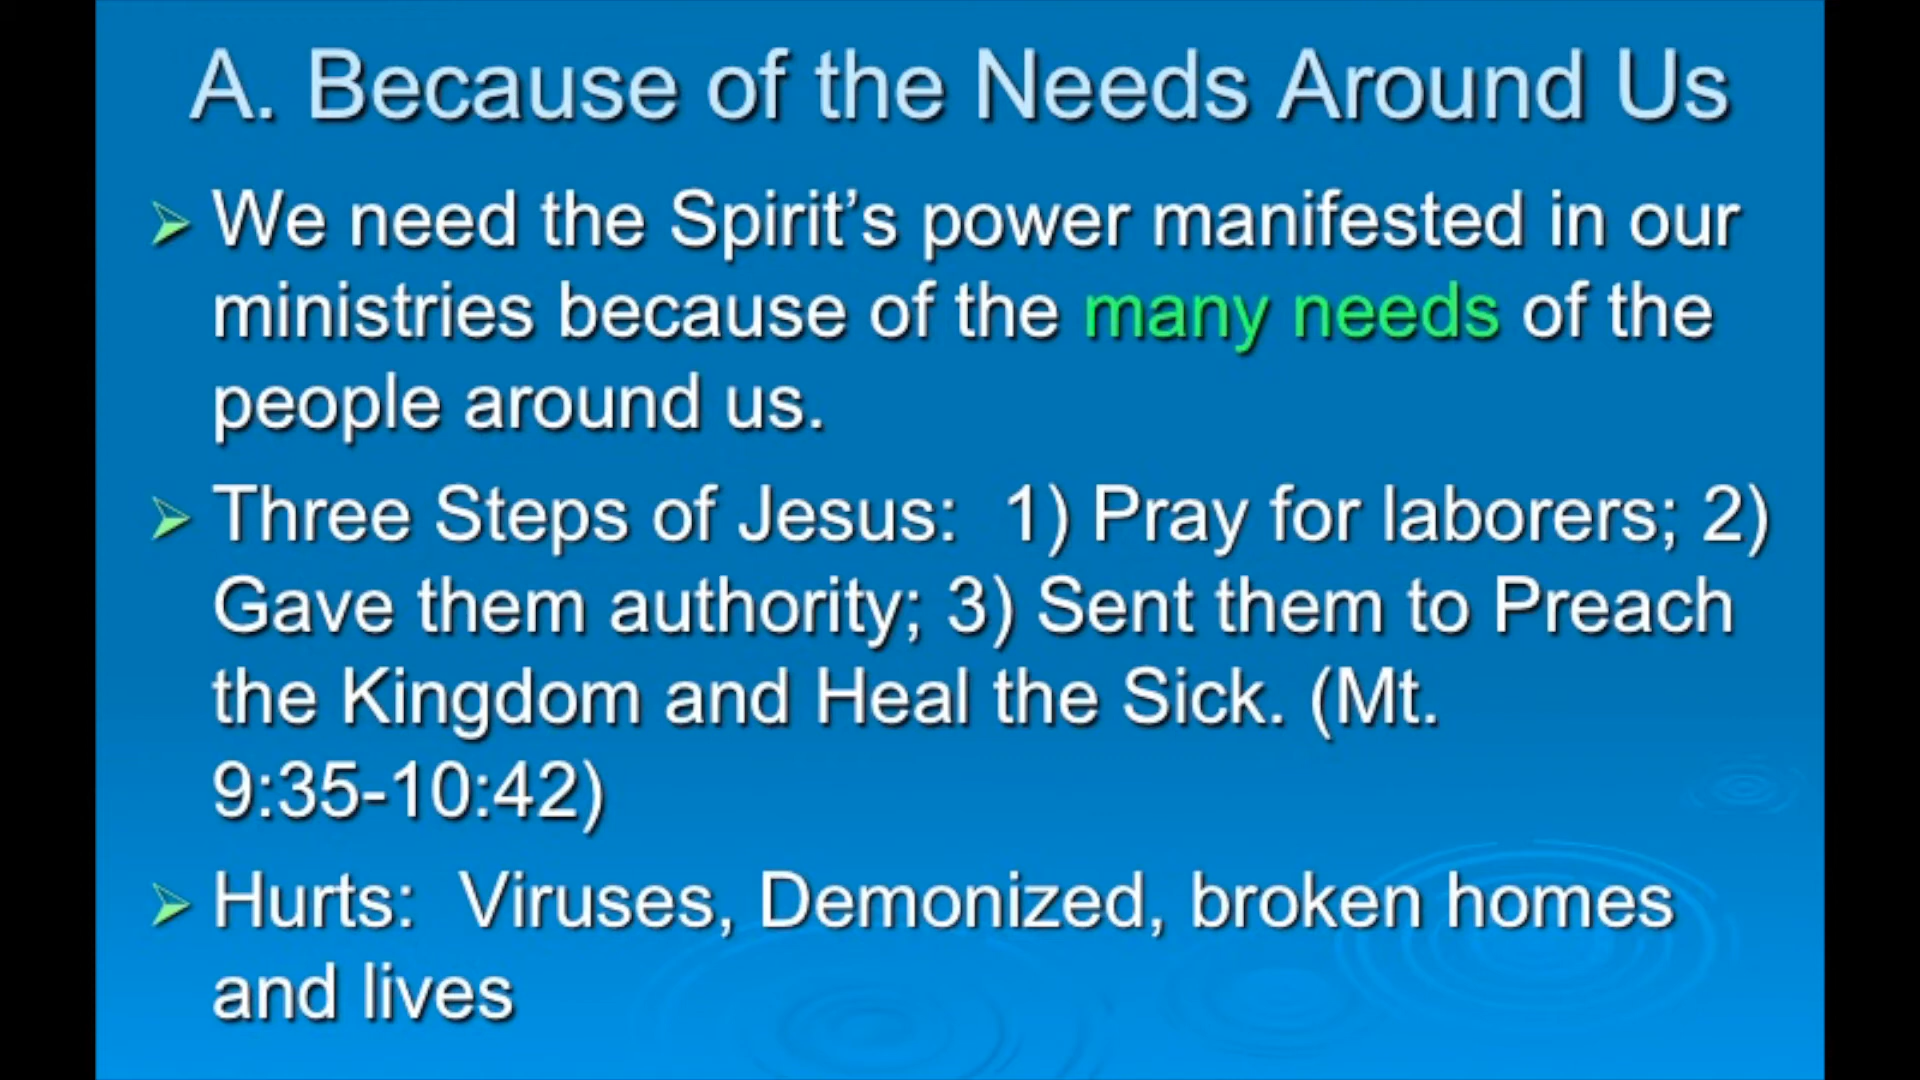 A. Because of the Needs Around Us
We need the Spirit’s power manifested in our
ministries because of the many needs of the
people around us.
Three Steps of Jesus:  1) Pray for laborers; 2)
Gave them authority; 3) Sent them to Preach
the Kingdom and Heal the Sick. (Mt.
9:35-10:42)
Hurts:  Viruses, Demonized, broken homes
and lives